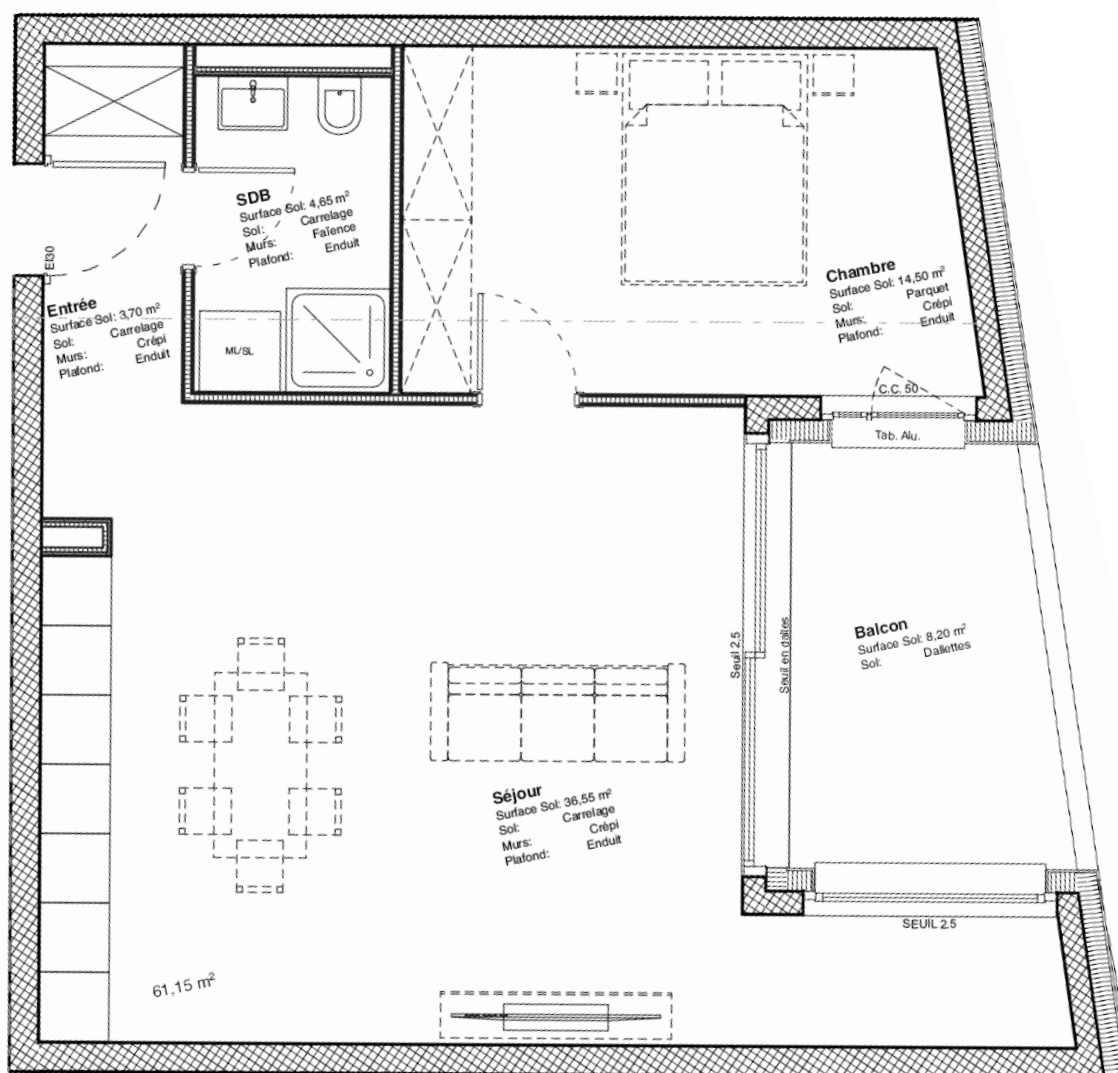 SDB
Surface Sol: 4,65 m²
Sol: Carrelage
Murs: Faïence
Plafond: Enduit
EI30
Entrée
Surface Sol: 3,70 m²
Sol: Carrelage
Murs: Crépi
Plafond: Enduit
ML/SL
Chambre
Surface Sol: 14,50 m²
Sol: Parquet
Murs: Crépi
Plafond: Enduit
C.C. 50
Tab. Alu.
Seuil 2,5
Seuil en dalles
Balcon
Surface Sol: 8,20 m²
Sol: Dallettes
Séjour
Surface Sol: 36,55 m²
Sol: Carrelage
Murs: Crépi
Plafond: Enduit
SEUIL 2,5
61,15 m²